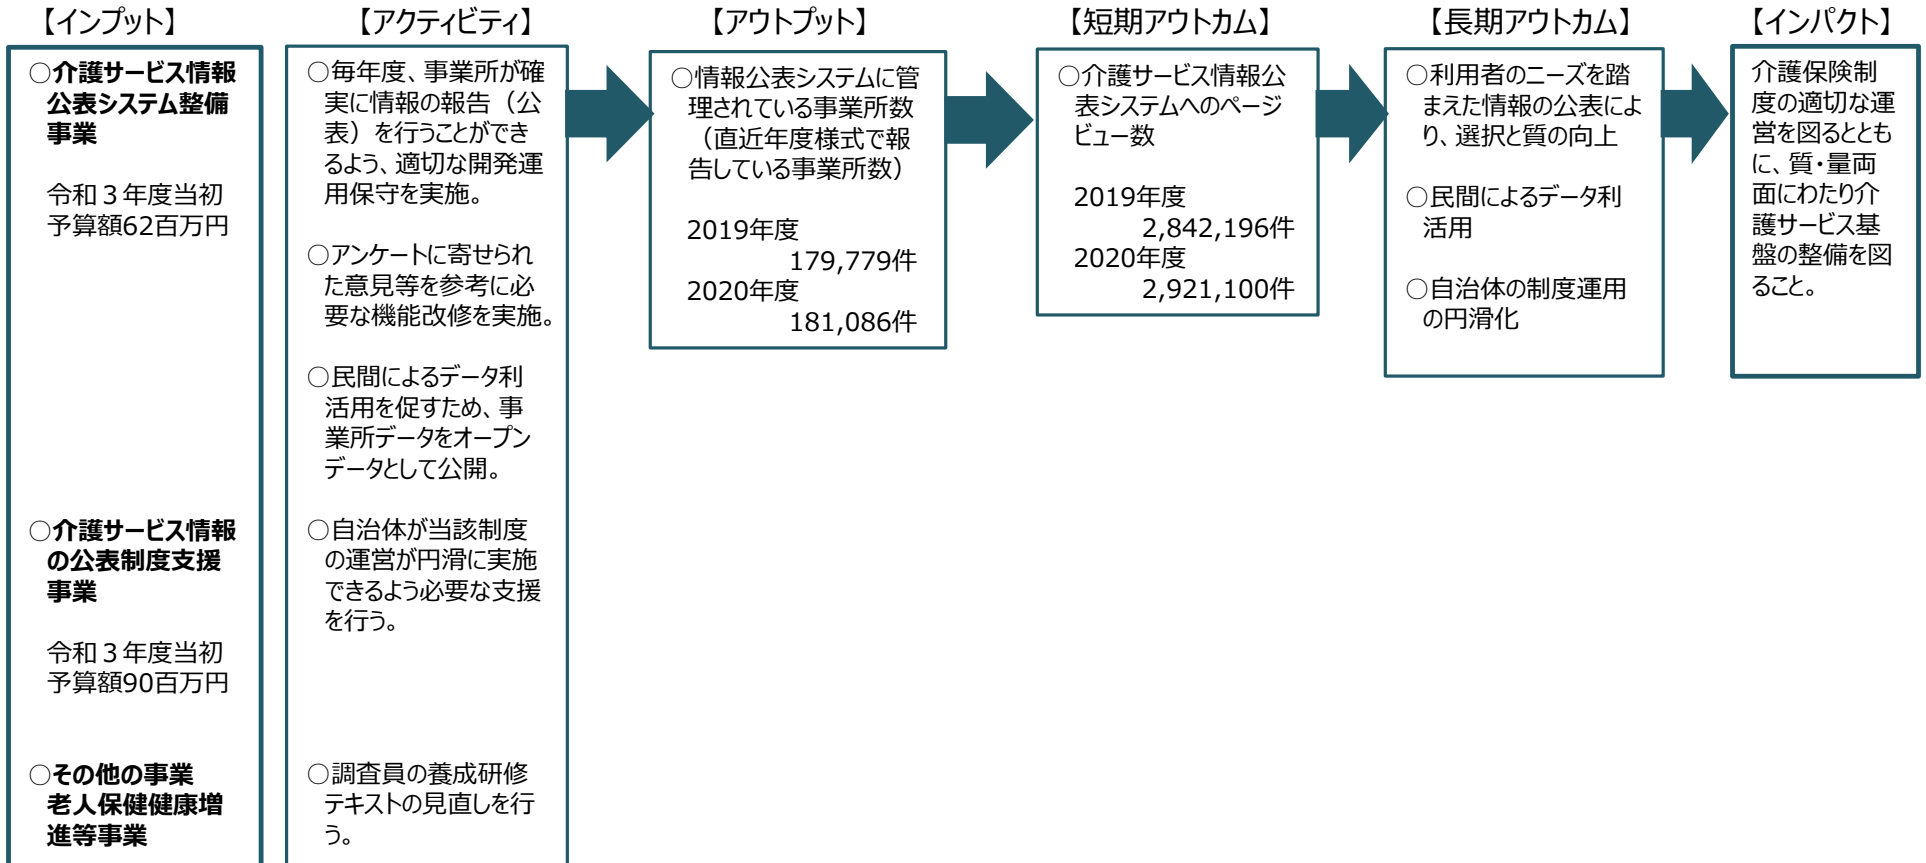 【インプット】
○介護サービス情報
公表システム整備
事業
令和３年度当初
予算額62百万円
○介護サービス情報
の公表制度支援
事業
令和３年度当初
予算額90百万円
○その他の事業
老人保健健康増
進等事業
【アクティビティ】
○毎年度、事業所が確
実に情報の報告（公
表）を行うことができ
るよう、適切な開発運
用保守を実施。
○アンケートに寄せられ
た意見等を参考に必
要な機能改修を実施。
○民間によるデータ利
活用を促すため、事
業所データをオープン
データとして公開。
○自治体が当該制度
の運営が円滑に実施
できるよう必要な支援
を行う。
○調査員の養成研修
テキストの見直しを行
う。
【アウトプット】
○情報公表システムに管
理されている事業所数
（直近年度様式で報
告している事業所数）
2019年度
179,779件
2020年度
181,086件
【短期アウトカム】
○介護サービス情報公
表システムへのページ
ビュー数
2019年度
2,842,196件
2020年度
2,921,100件
【長期アウトカム】
○利用者のニーズを踏
まえた情報の公表によ
り、選択と質の向上
○民間によるデータ利
活用
○自治体の制度運用
の円滑化
【インパクト】
介護保険制
度の適切な運
営を図るととも
に、質・量両
面にわたり介
護サービス基
盤の整備を図
ること。